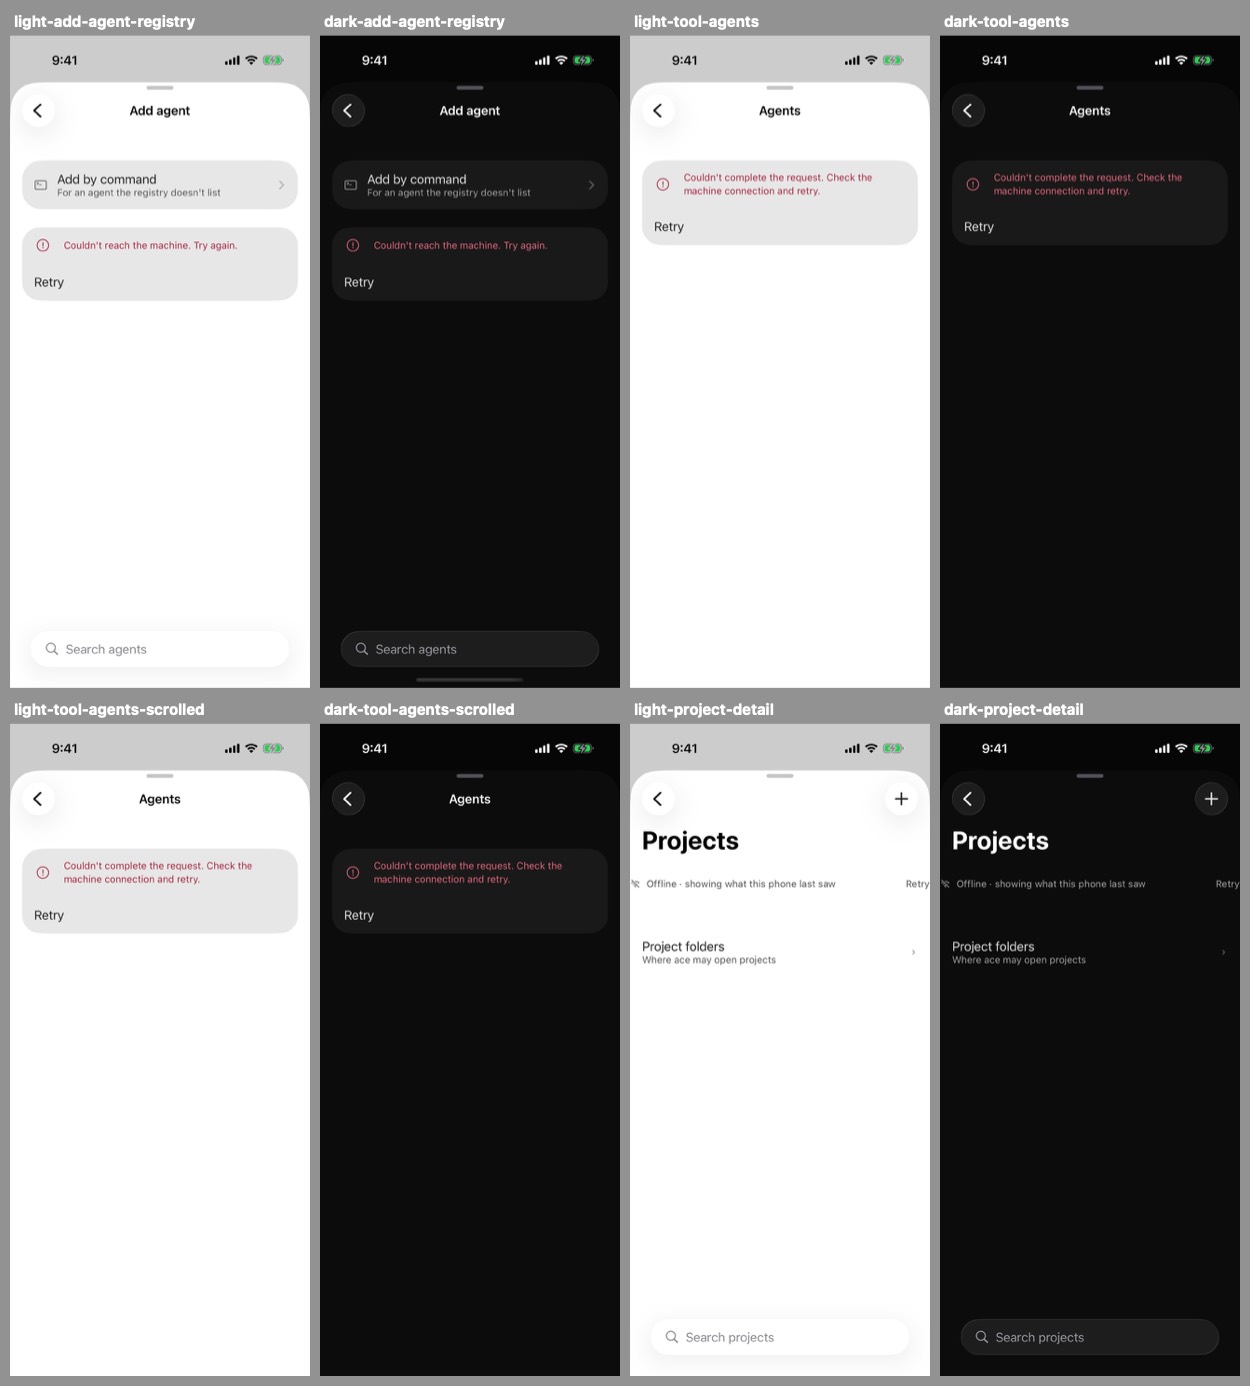 light-add-agent-registry
9:41
Add agent
Add by command
For an agent the registry doesn't list
Couldn't reach the machine. Try again.
Retry
Search agents
dark-add-agent-registry
9:41
Add agent
Add by command
For an agent the registry doesn't list
Couldn't reach the machine. Try again.
Retry
Search agents
light-tool-agents
9:41
Agents
Couldn't complete the request. Check the
machine connection and retry.
Retry
dark-tool-agents
9:41
Agents
Couldn't complete the request. Check the
machine connection and retry.
Retry
light-tool-agents-scrolled
9:41
Agents
Couldn't complete the request. Check the
machine connection and retry.
Retry
dark-tool-agents-scrolled
9:41
Agents
Couldn't complete the request. Check the
machine connection and retry.
Retry
light-project-detail
9:41
Projects
Offline · showing what this phone last saw Retry
Project folders
Where ace may open projects
Search projects
dark-project-detail
9:41
Projects
Offline · showing what this phone last saw Retry
Project folders
Where ace may open projects
Search projects